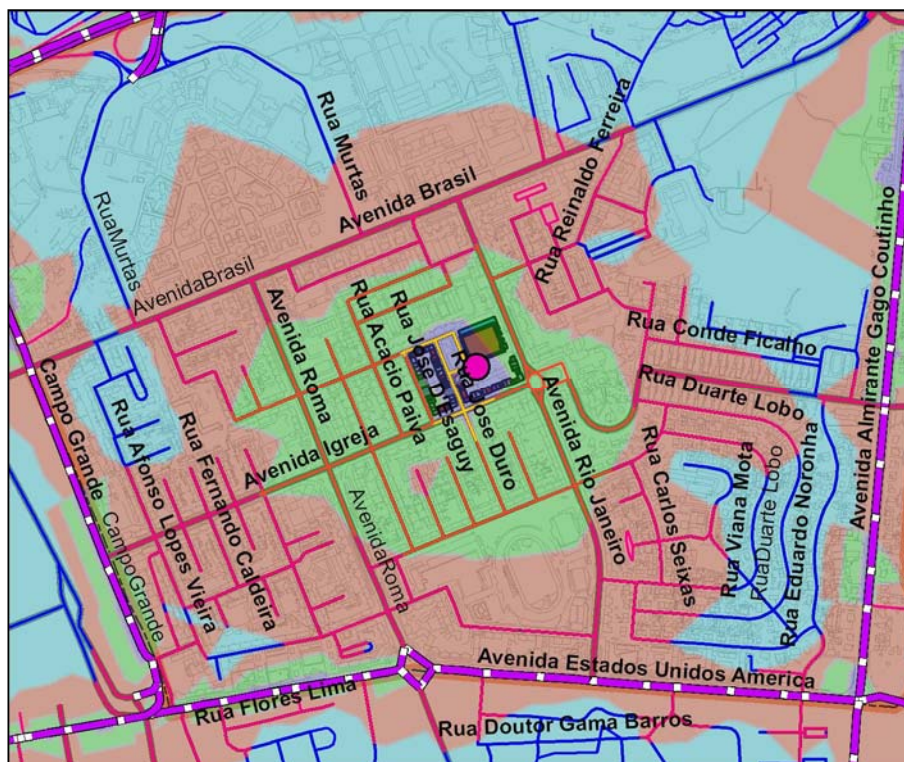 Rua Murtas
Rua Reinaldo Ferreira
Avenida Brasil
RuaMurtas
AvenidaBrasil
Avenida Almirante Gago Coutinho
Rua Conde Ficalho
Avenida Roma
Rua Acacio Paiva
Rua Jose D'Esaguy
Rua Jose Duro
Rua Duarte Lobo
Campo Grande
Rua Afonso Lopes Vieira
Rua Fernando Caldeira
Avenida Igreja
Avenida Rio Janeiro
Rua Carlos Seixas
Rua Viana Mota
RuaDuarte Lobo
Rua Eduardo Noronha
CampoGrande
AvenidaRoma
Avenida Estados Unidos America
Rua Flores Lima
Rua Doutor Gama Barros